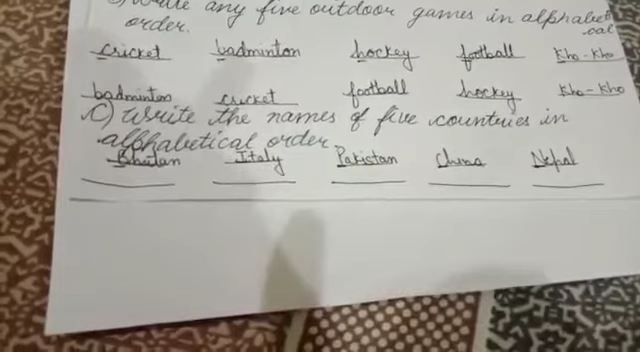 Write any five outdoor games in alphabetical
order.
cricket badminton hockey football Kho-Kho
badminton cricket football hockey Kho-Kho
C) Write the names of five countries in
alphabetical order
Bhutan Italy Pakistan China Nepal